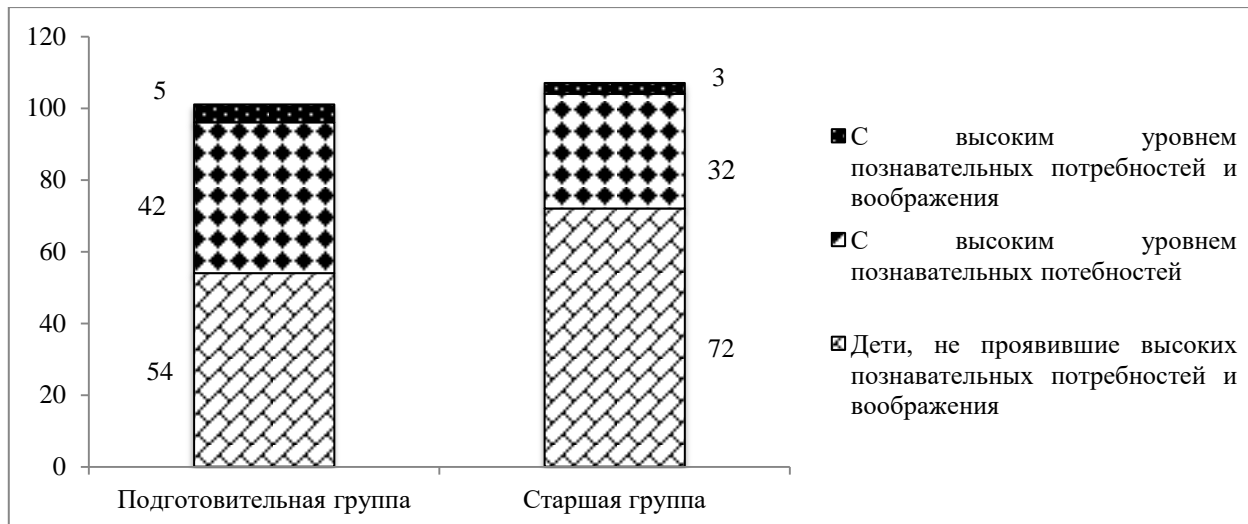 120
100
80
60
40
20
0
5
42
54
3
32
72
Подготовительная группа
Старшая группа
С высоким уровнем
познавательных потребностей и
воображения
С высоким уровнем
познавательных потебностей
Дети, не проявившие высоких
познавательных потребностей и
воображения